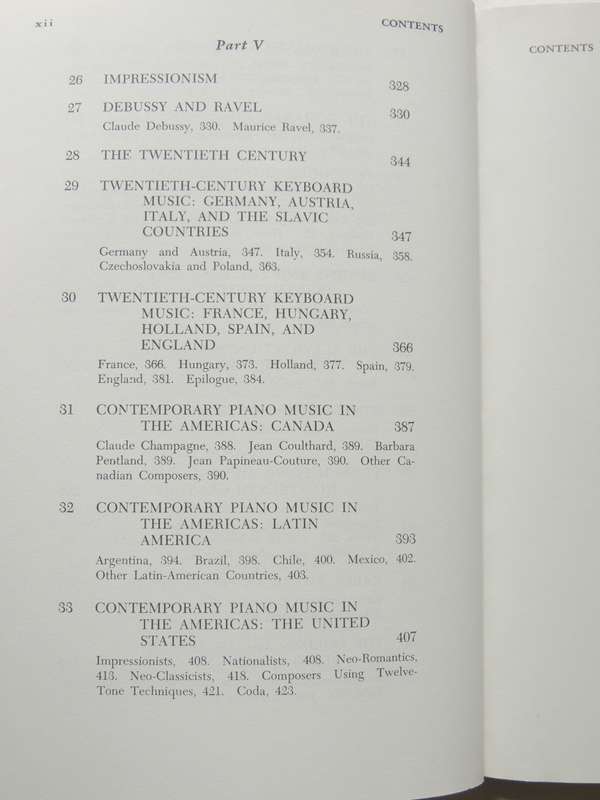 xii CONTENTS
Part V
26 IMPRESSIONISM 328
27 DEBUSSY AND RAVEL 330
Claude Debussy, 330. Maurice Ravel, 337.
28 THE TWENTIETH CENTURY 344
29 TWENTIETH-CENTURY KEYBOARD
MUSIC: GERMANY, AUSTRIA,
ITALY, AND THE SLAVIC
COUNTRIES 347
Germany and Austria, 347. Italy, 354. Russia, 358.
Czechoslovakia and Poland, 363.
30 TWENTIETH-CENTURY KEYBOARD
MUSIC: FRANCE, HUNGARY,
HOLLAND, SPAIN, AND
ENGLAND 366
France, 366. Hungary, 373. Holland, 377. Spain, 379.
England, 381. Epilogue, 384.
31 CONTEMPORARY PIANO MUSIC IN
THE AMERICAS: CANADA 387
Claude Champagne, 388. Jean Coulthard, 389. Barbara
Pentland, 389. Jean Papineau-Couture, 390. Other Ca-
nadian Composers, 390.
32 CONTEMPORARY PIANO MUSIC IN
THE AMERICAS: LATIN
AMERICA 393
Argentina, 394. Brazil, 398. Chile, 400. Mexico, 402.
Other Latin-American Countries, 403.
33 CONTEMPORARY PIANO MUSIC IN
THE AMERICAS: THE UNITED
STATES 407
Impressionists, 408. Nationalists, 408. Neo-Romantics,
413. Neo-Classicists, 418. Composers Using Twelve-
Tone Techniques, 421. Coda, 423.
CONTENTS